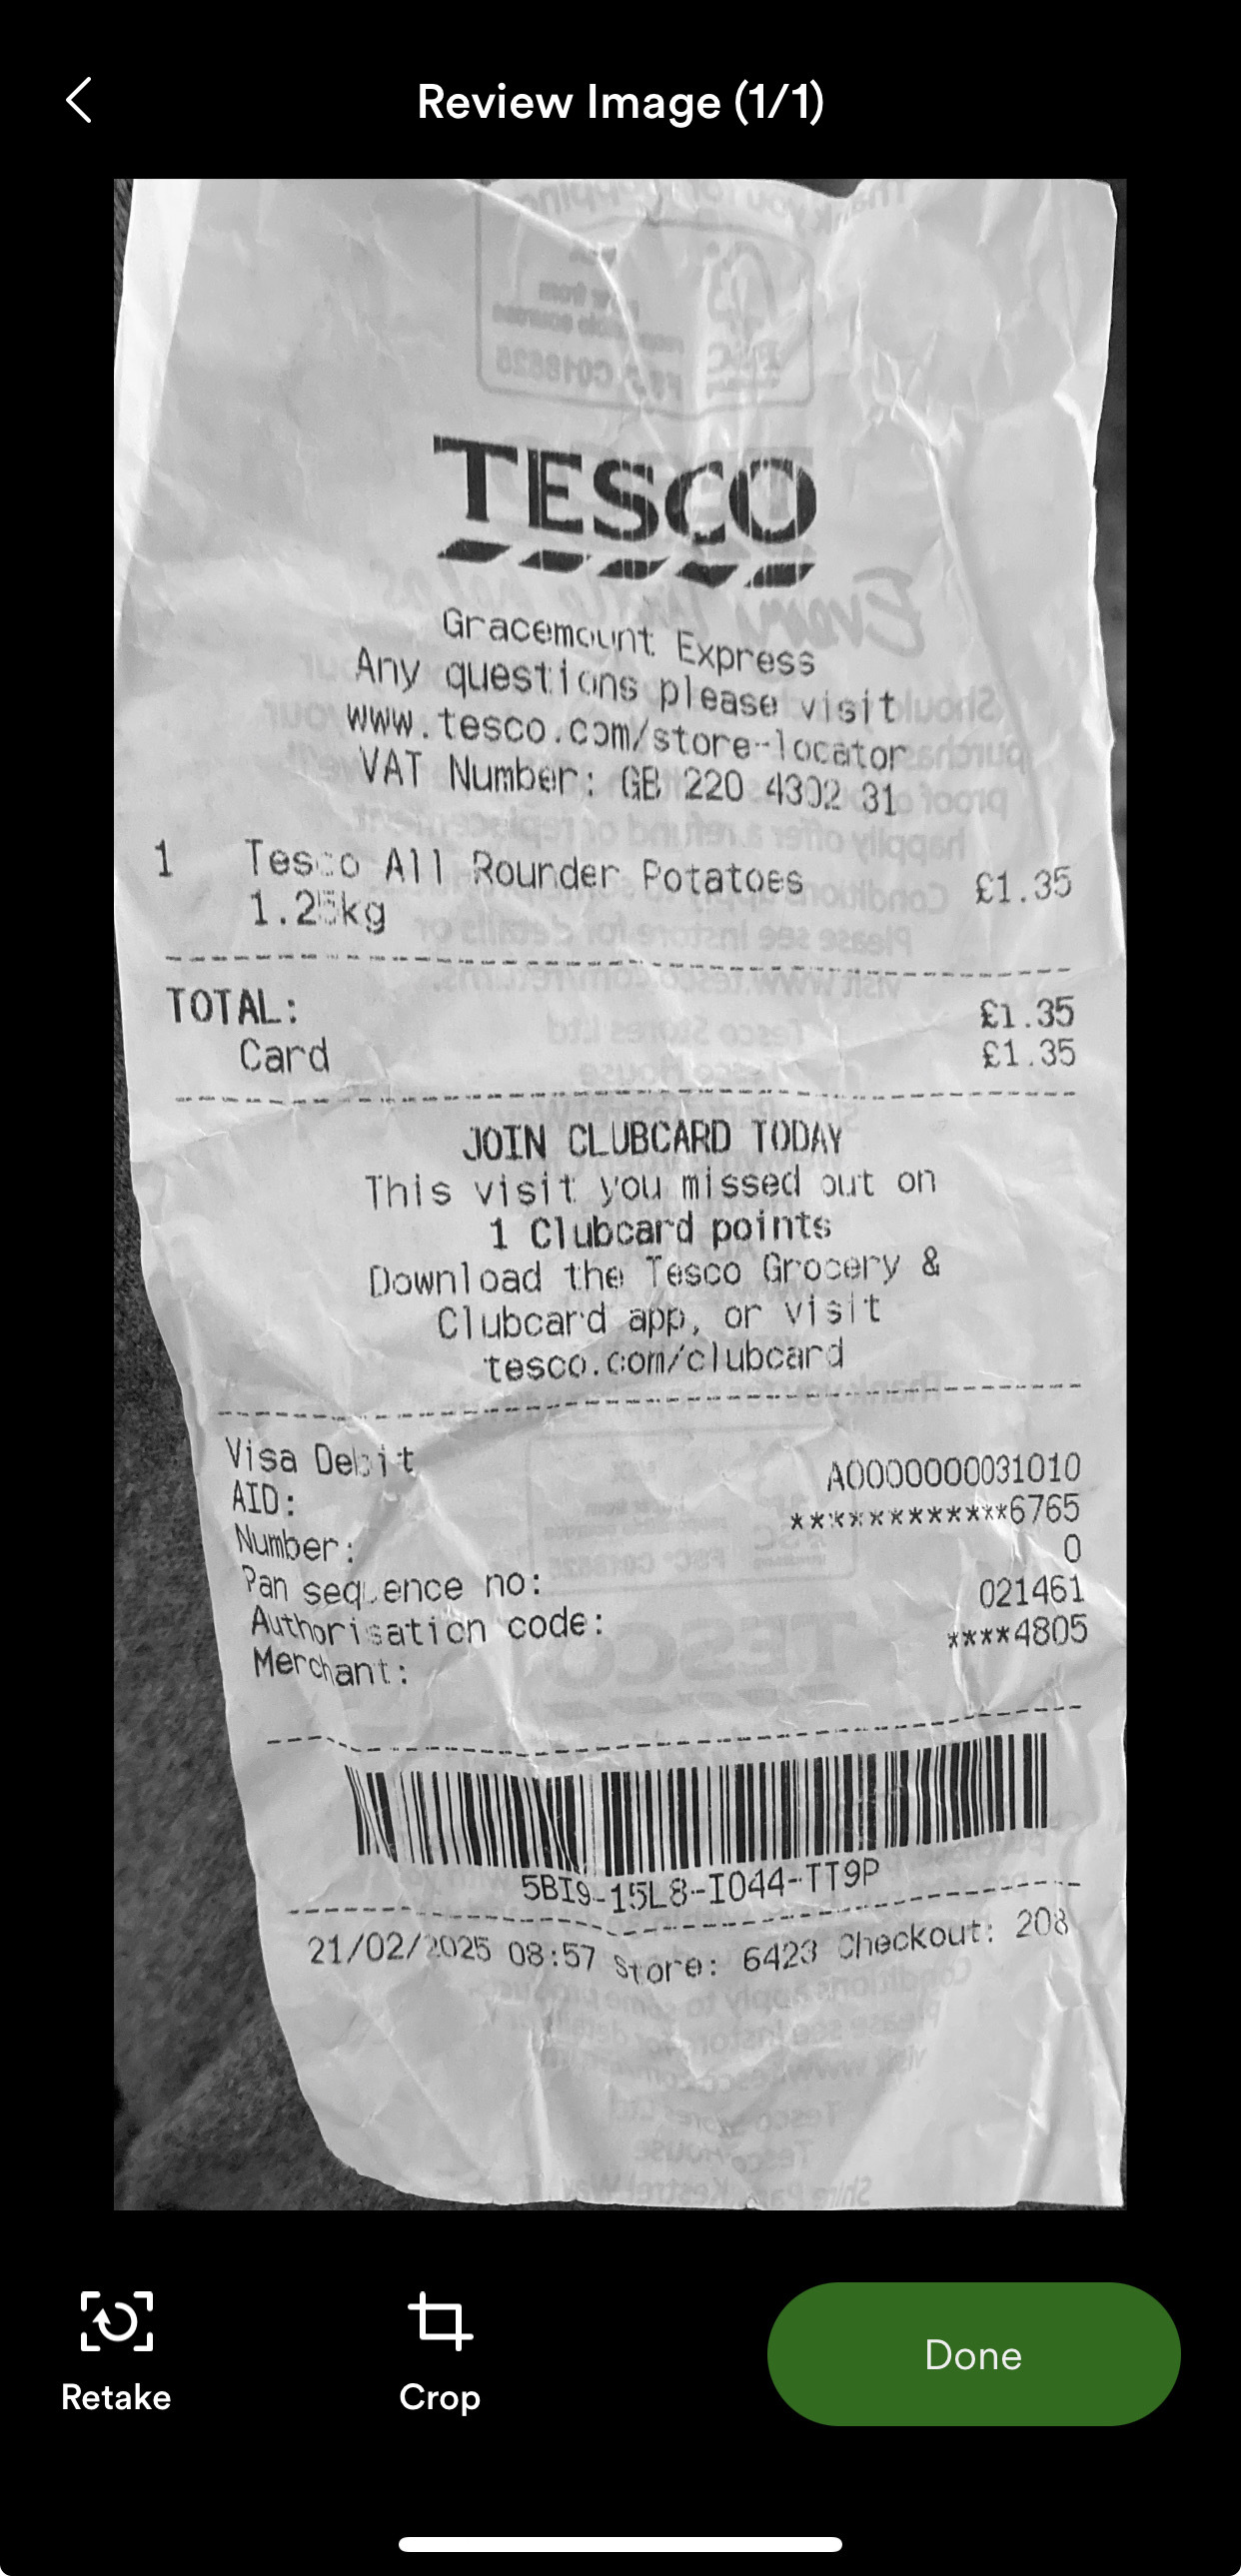 Review Image (1/1)
TESCO
Gracemount Express
Any questions please visit
www.tesco.com/store-locator
VAT Number: GB 220 4302 31
1 Tesco All Rounder Potatoes £1.35
1.25kg
TOTAL: £1.35
Card £1.35
JOIN CLUBCARD TODAY
This visit you missed out on
1 Clubcard points
Download the Tesco Grocery &
Clubcard app, or visit
tesco.com/clubcard
Visa Debit
AID: A0000000031010
Number: ************6765
Pan sequence no: 0
Authorisation code: 021461
Merchant: ****4805
5BI9-15L8-I044-TT9P
21/02/2025 08:57 Store: 6423 Checkout: 208
Retake
Crop
Done